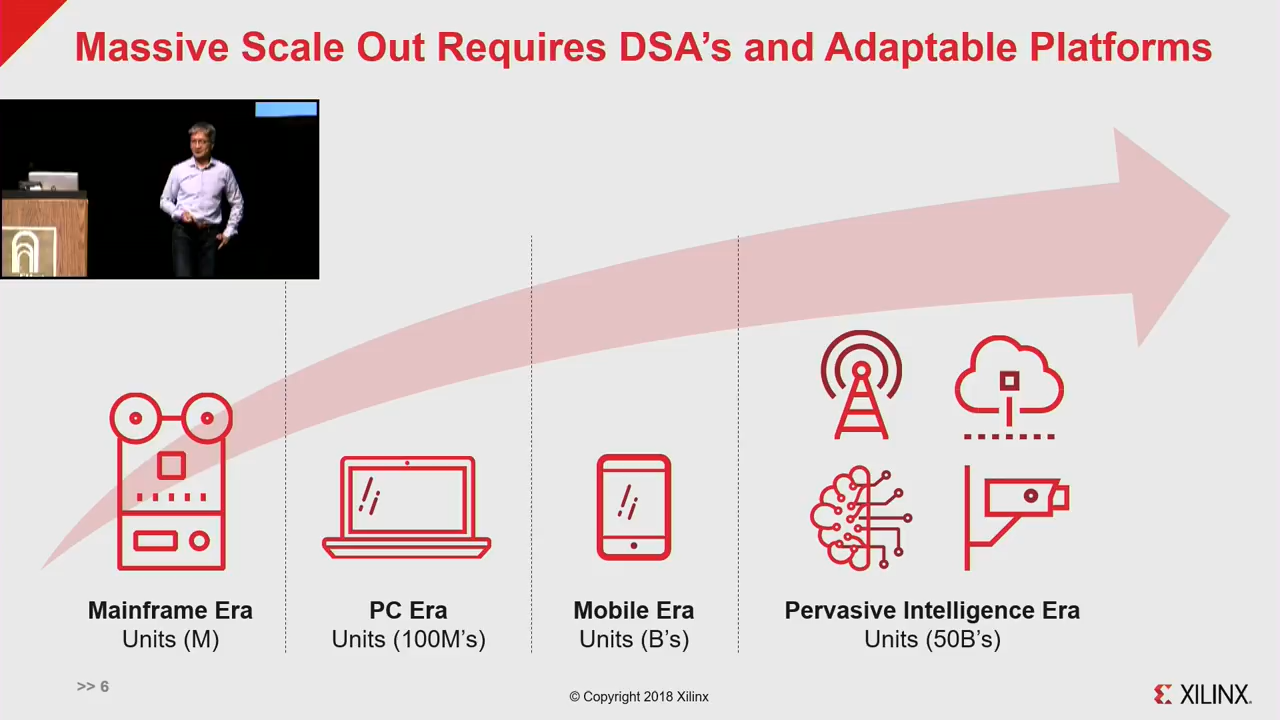 Massive Scale Out Requires DSA's and Adaptable Platforms
Mainframe Era
Units (M)
PC Era
Units (100M's)
Mobile Era
Units (B's)
Pervasive Intelligence Era
Units (50B's)
>> 6
© Copyright 2018 Xilinx
XILINX.